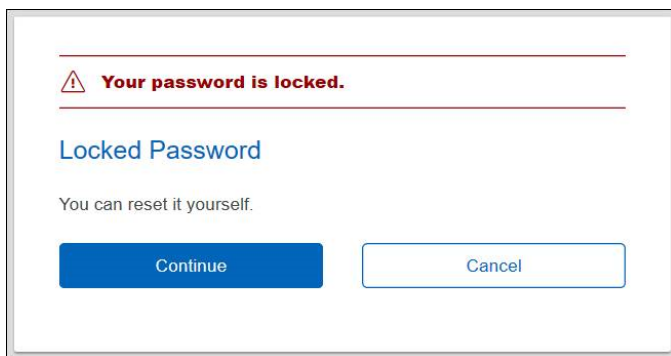 Your password is locked.
Locked Password
You can reset it yourself.
Continue
Cancel